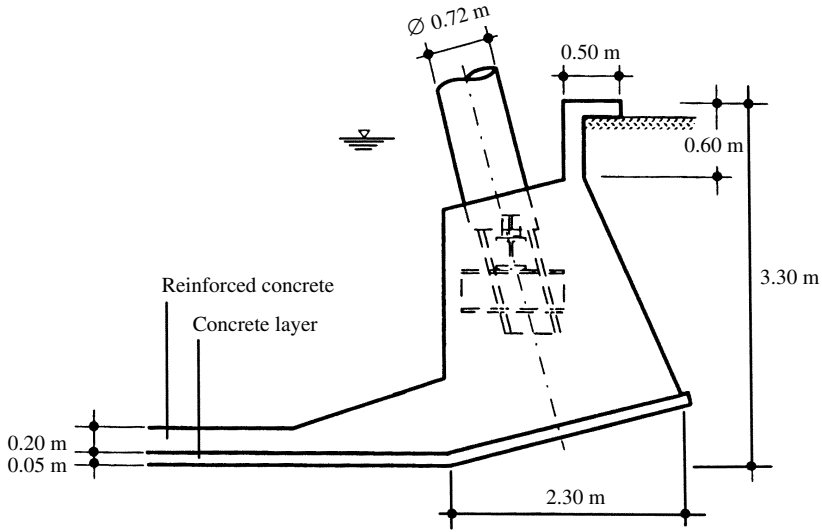 Ø 0.72 m
0.50 m
0.60 m
3.30 m
Reinforced concrete
Concrete layer
0.20 m
0.05 m
2.30 m